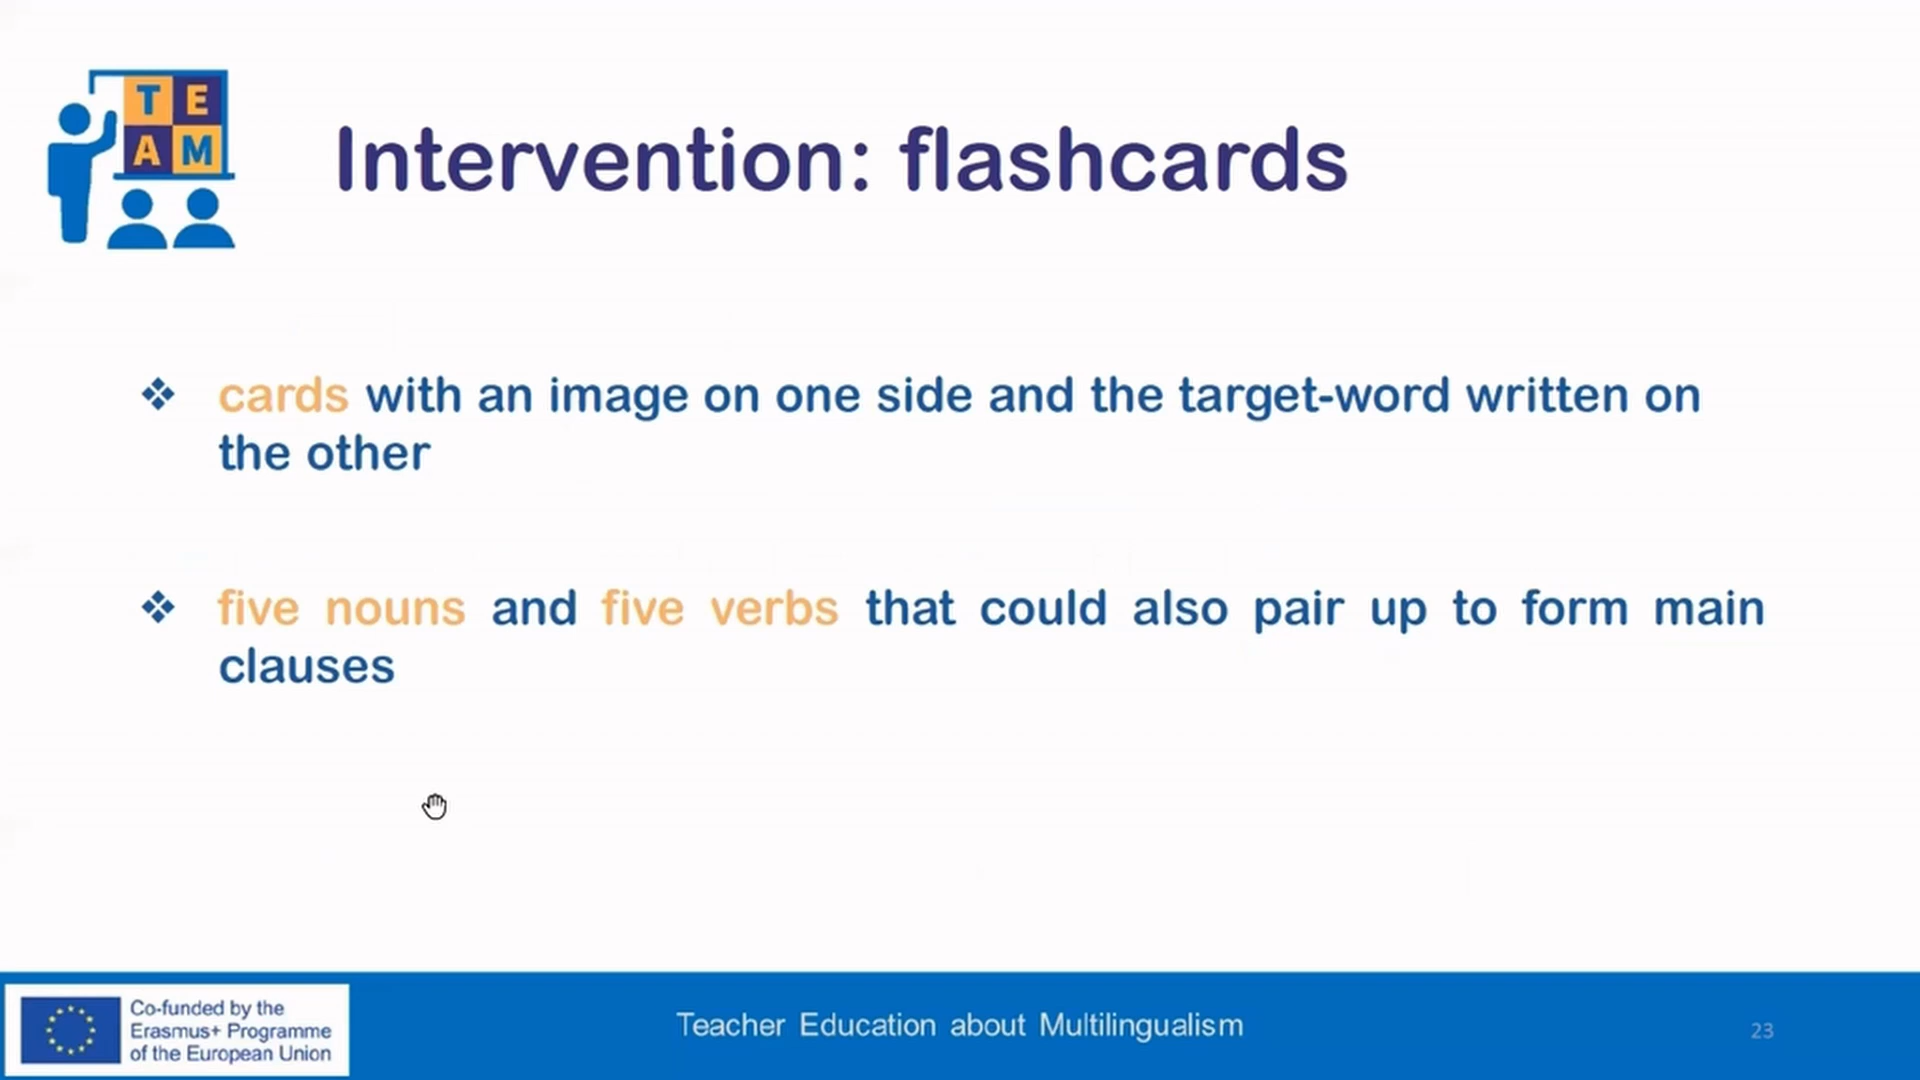 T E
A M
Intervention: flashcards
cards with an image on one side and the target-word written on
the other
five nouns and five verbs that could also pair up to form main
clauses
Co-funded by the
Erasmus+ Programme
of the European Union
Teacher Education about Multilingualism
23